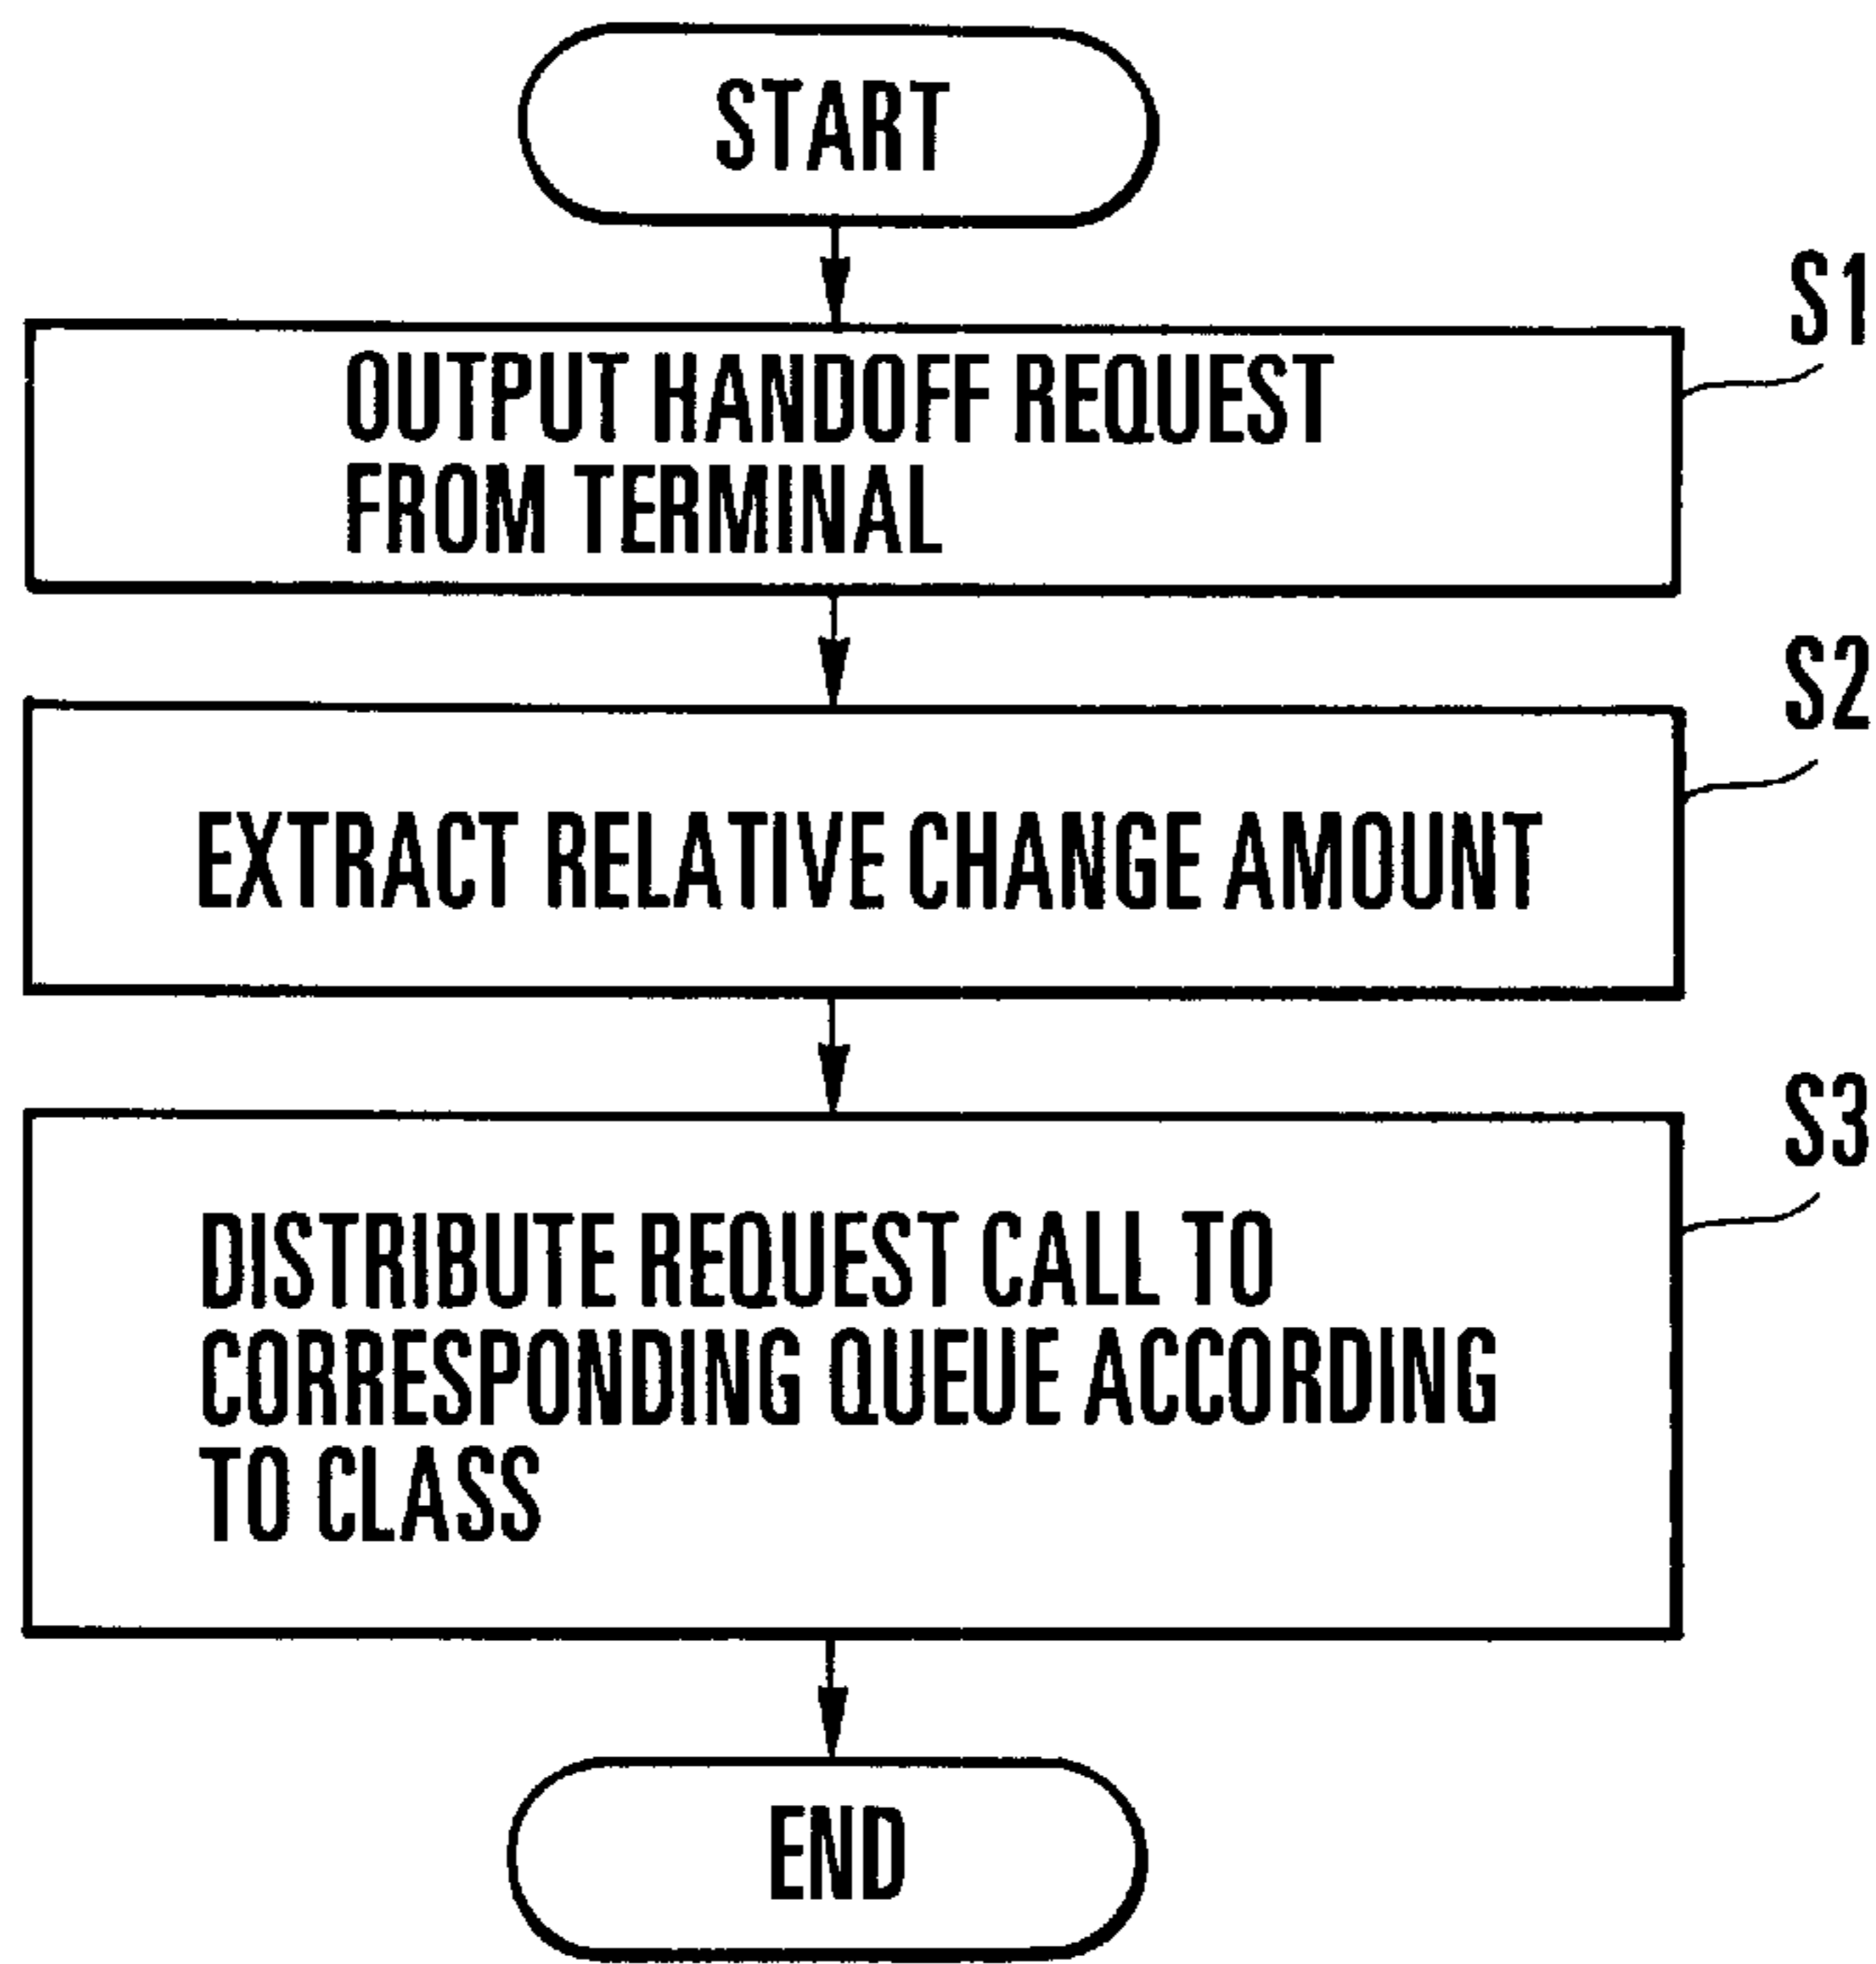 START
S1
OUTPUT HANDOFF REQUEST
FROM TERMINAL
S2
EXTRACT RELATIVE CHANGE AMOUNT
S3
DISTRIBUTE REQUEST CALL TO
CORRESPONDING QUEUE ACCORDING
TO CLASS
END